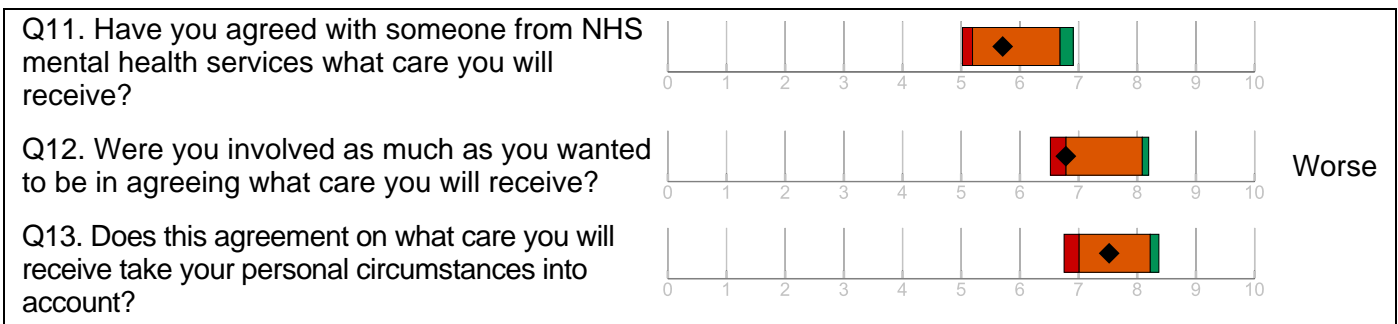 Q11. Have you agreed with someone from NHS
mental health services what care you will
receive?
0 1 2 3 4 5 6 7 8 9 10
Q12. Were you involved as much as you wanted
to be in agreeing what care you will receive?
0 1 2 3 4 5 6 7 8 9 10
Worse
Q13. Does this agreement on what care you will
receive take your personal circumstances into
account?
0 1 2 3 4 5 6 7 8 9 10